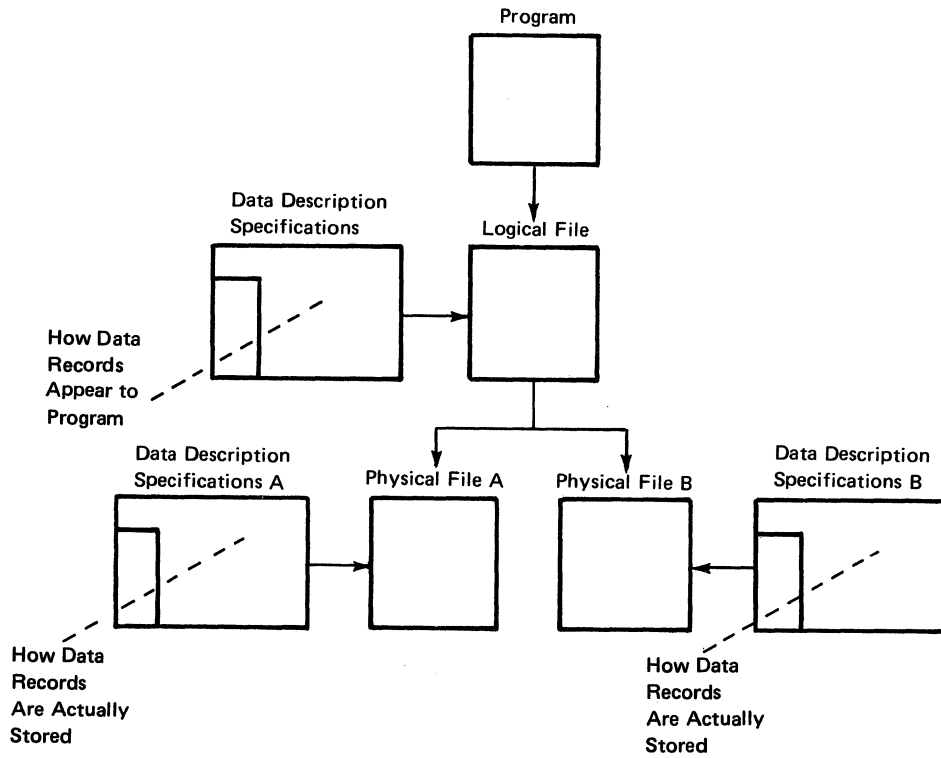 Program
Data Description
Specifications
Logical File
How Data
Records
Appear to
Program
Data Description
Specifications A
Physical File A
Physical File B
Data Description
Specifications B
How Data
Records
Are Actually
Stored
How Data
Records
Are Actually
Stored